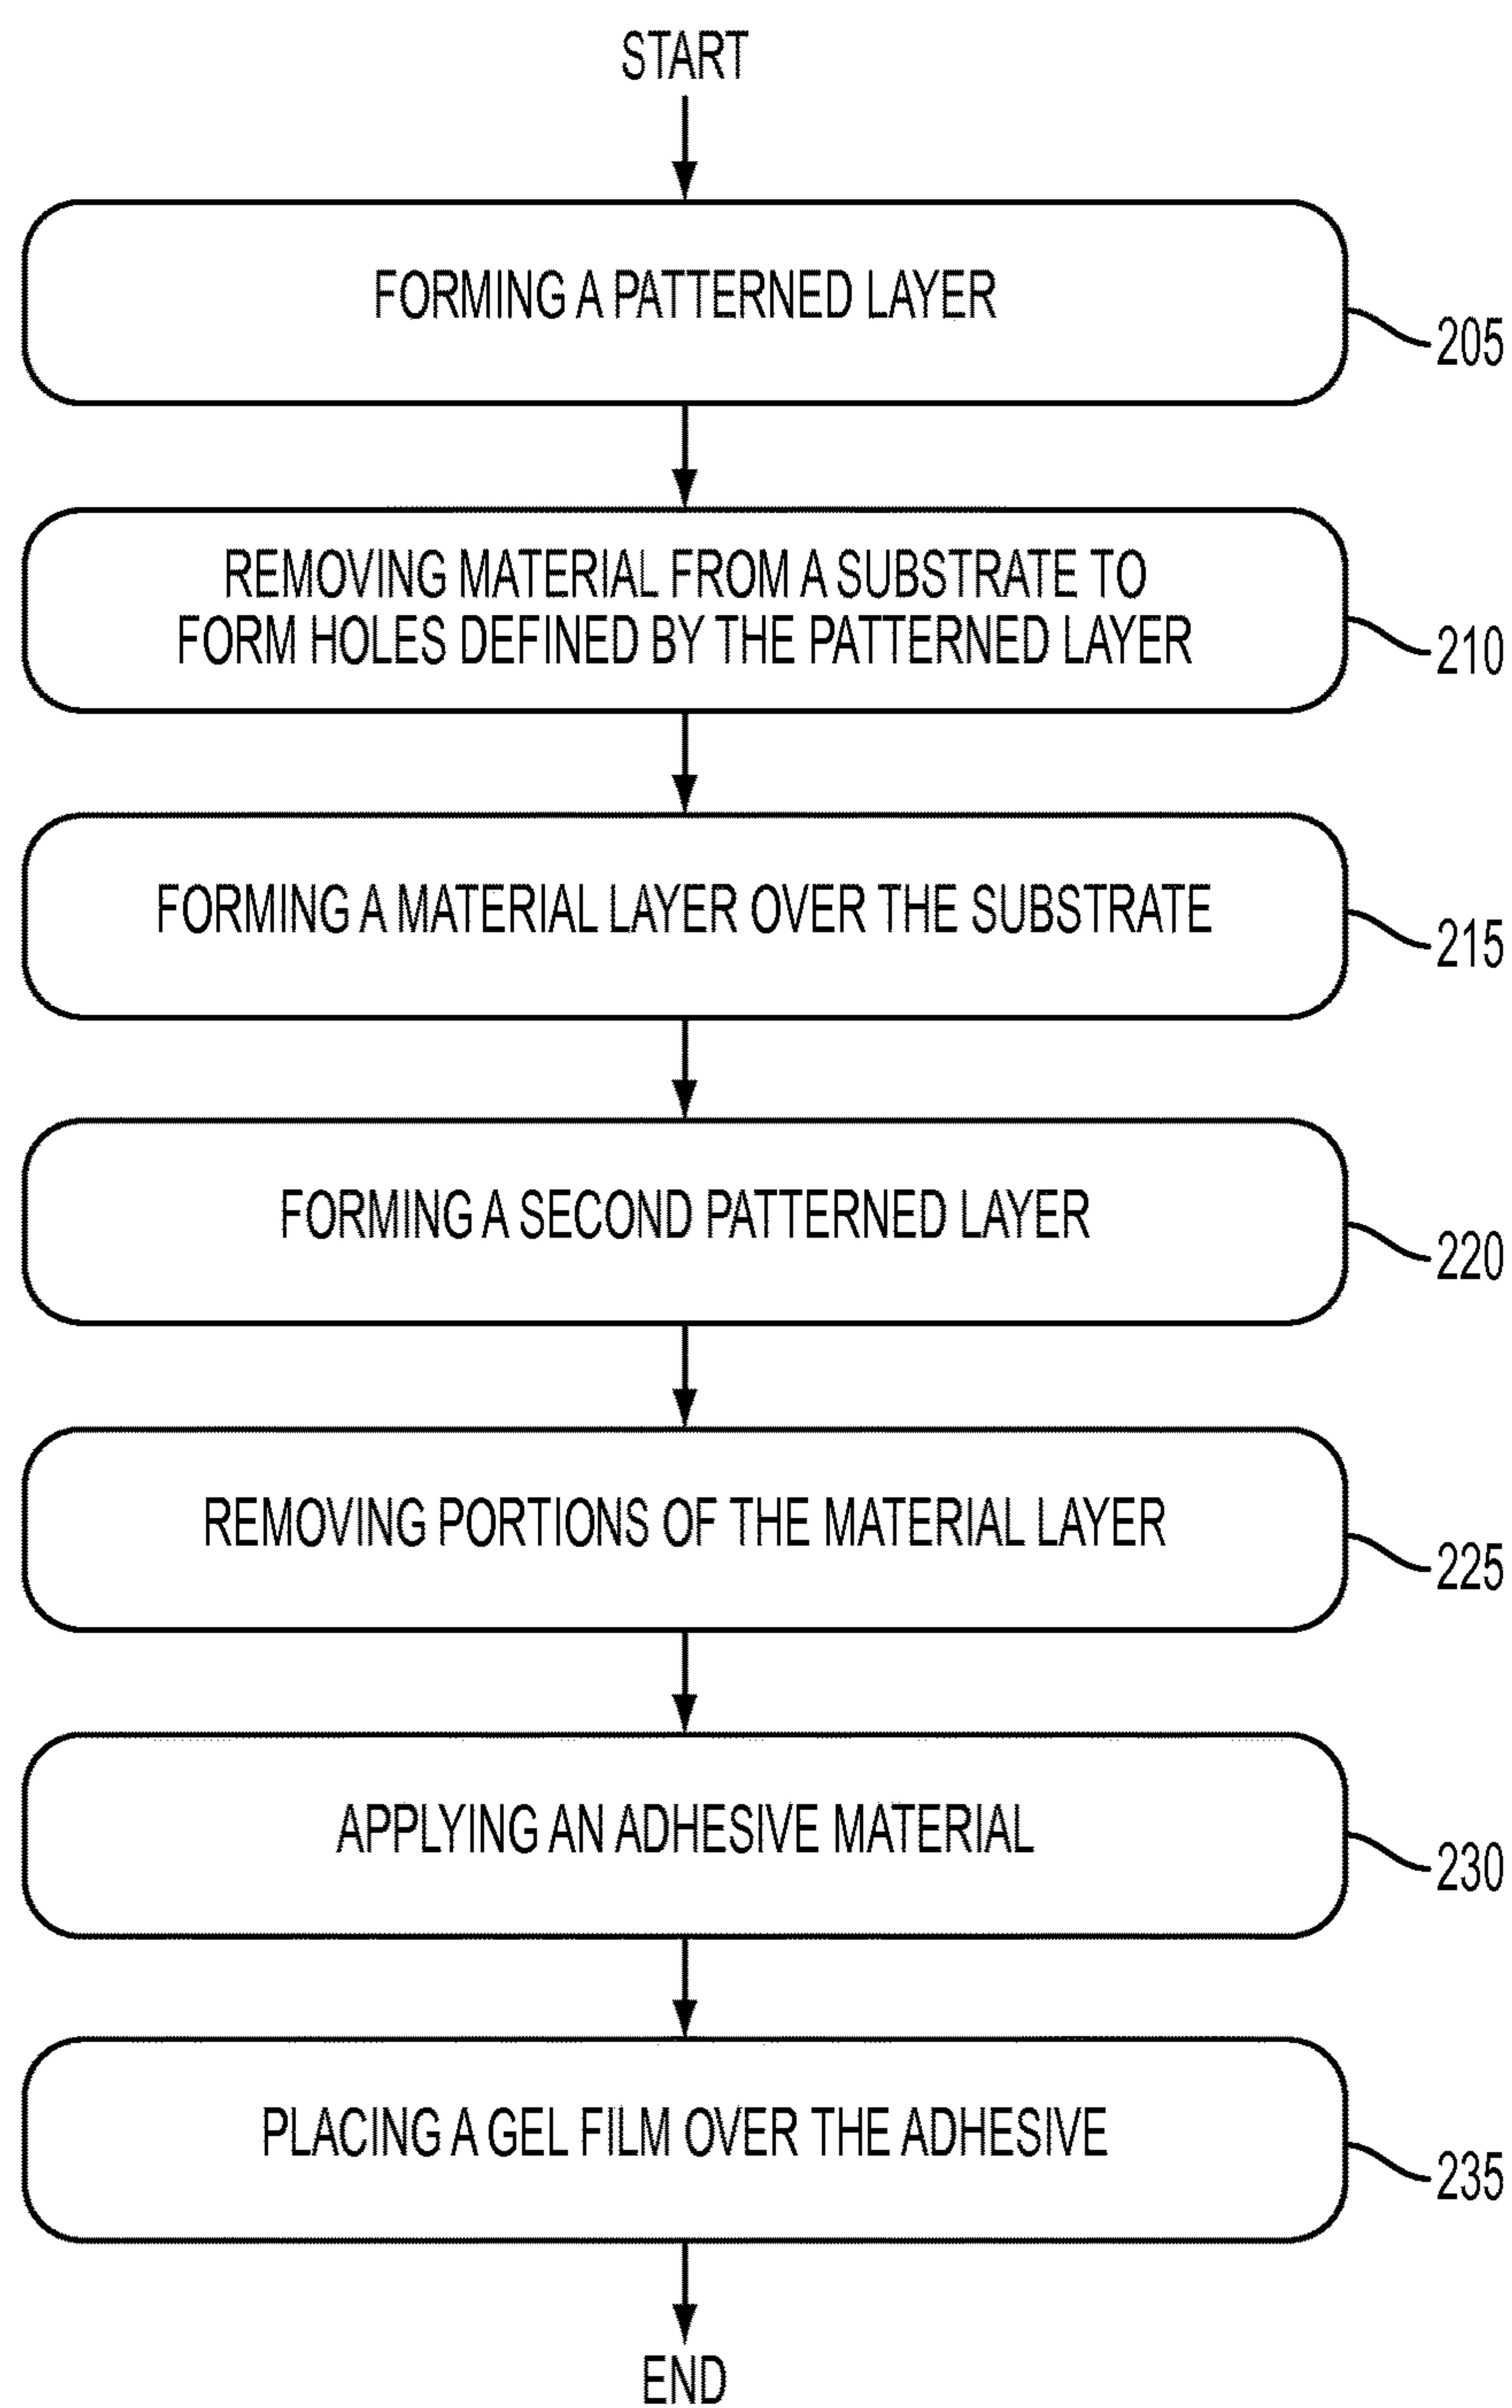 START
FORMING A PATTERNED LAYER
205
REMOVING MATERIAL FROM A SUBSTRATE TO
FORM HOLES DEFINED BY THE PATTERNED LAYER
210
FORMING A MATERIAL LAYER OVER THE SUBSTRATE
215
FORMING A SECOND PATTERNED LAYER
220
REMOVING PORTIONS OF THE MATERIAL LAYER
225
APPLYING AN ADHESIVE MATERIAL
230
PLACING A GEL FILM OVER THE ADHESIVE
235
END